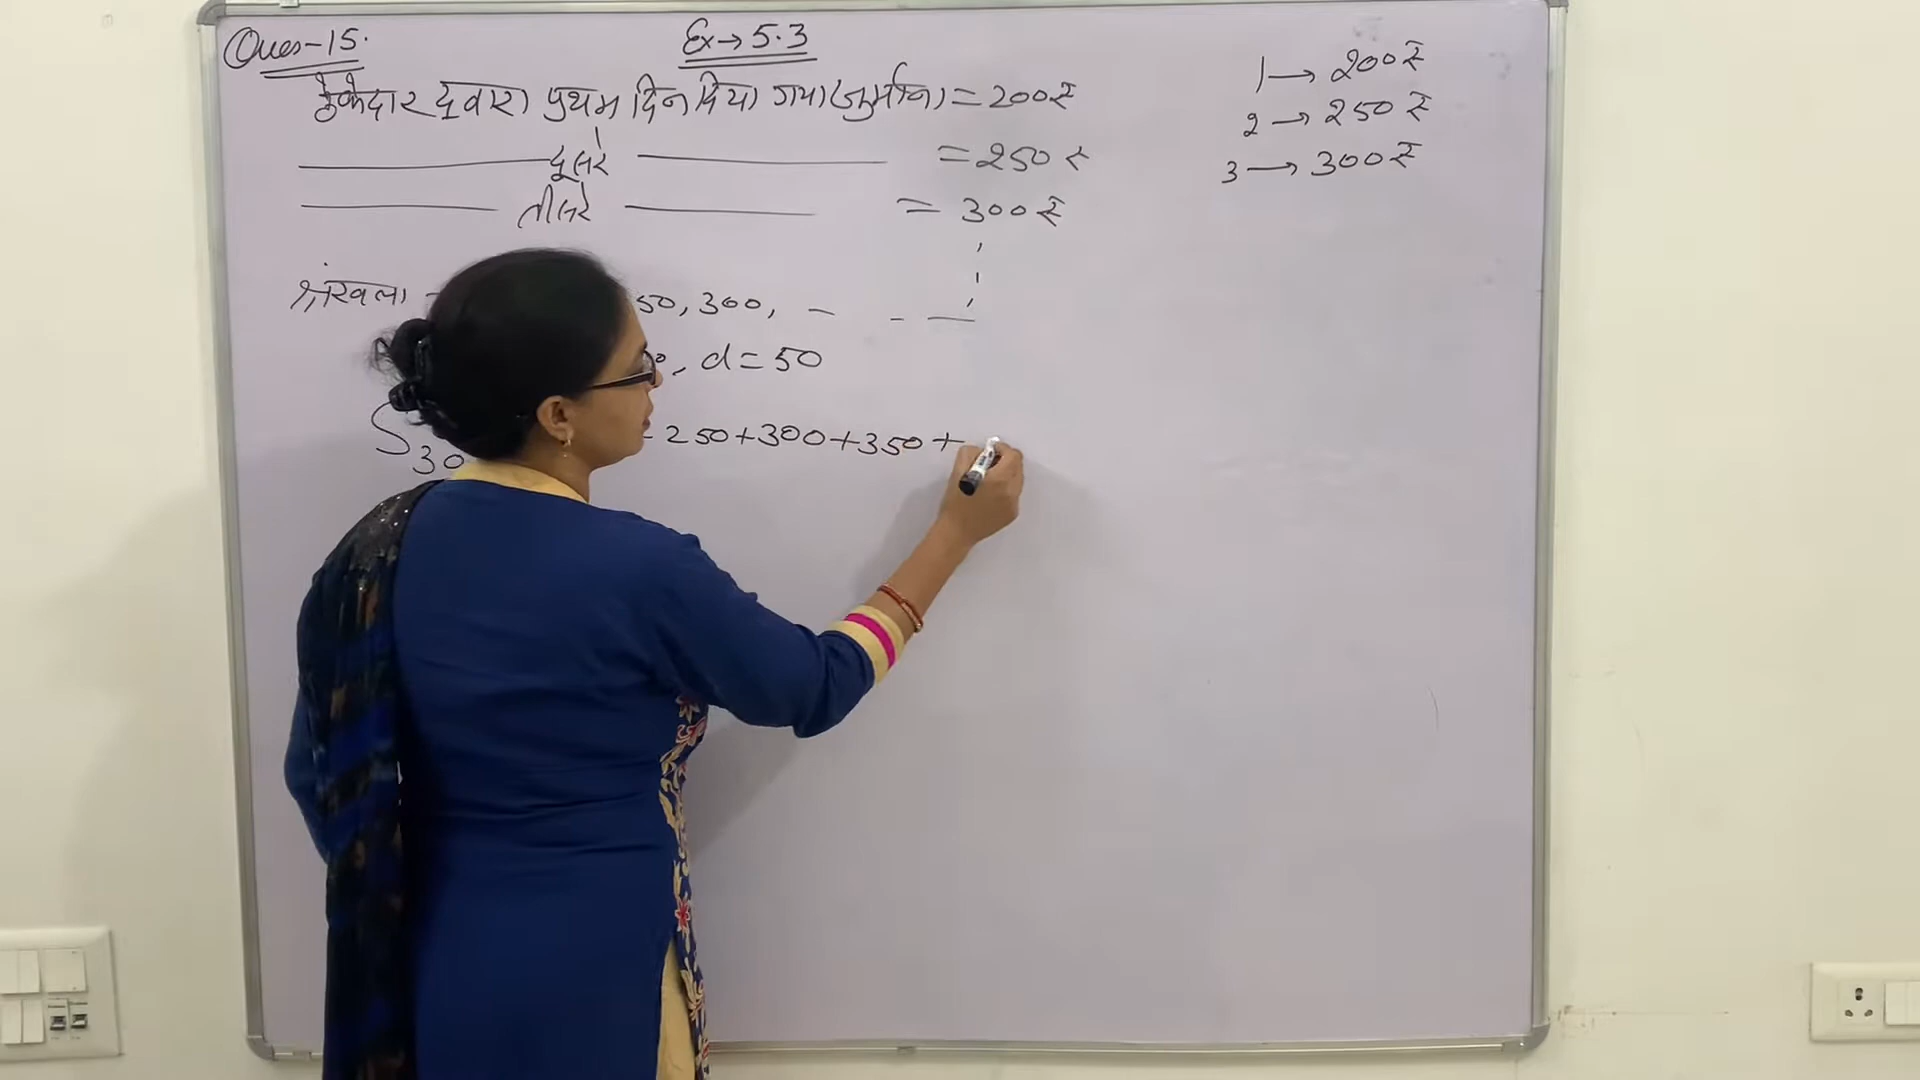 Ques-15.
Ex→5.3
ठेकेदार द्वारा प्रथम दिन दिया गया (जुर्माना) = 200₹
दूसरे = 250₹
तीसरे = 300₹
1 → 200₹
2 → 250₹
3 → 300₹
श्रंखला 50, 300, - - —
, d = 50
S30 250+300+350+